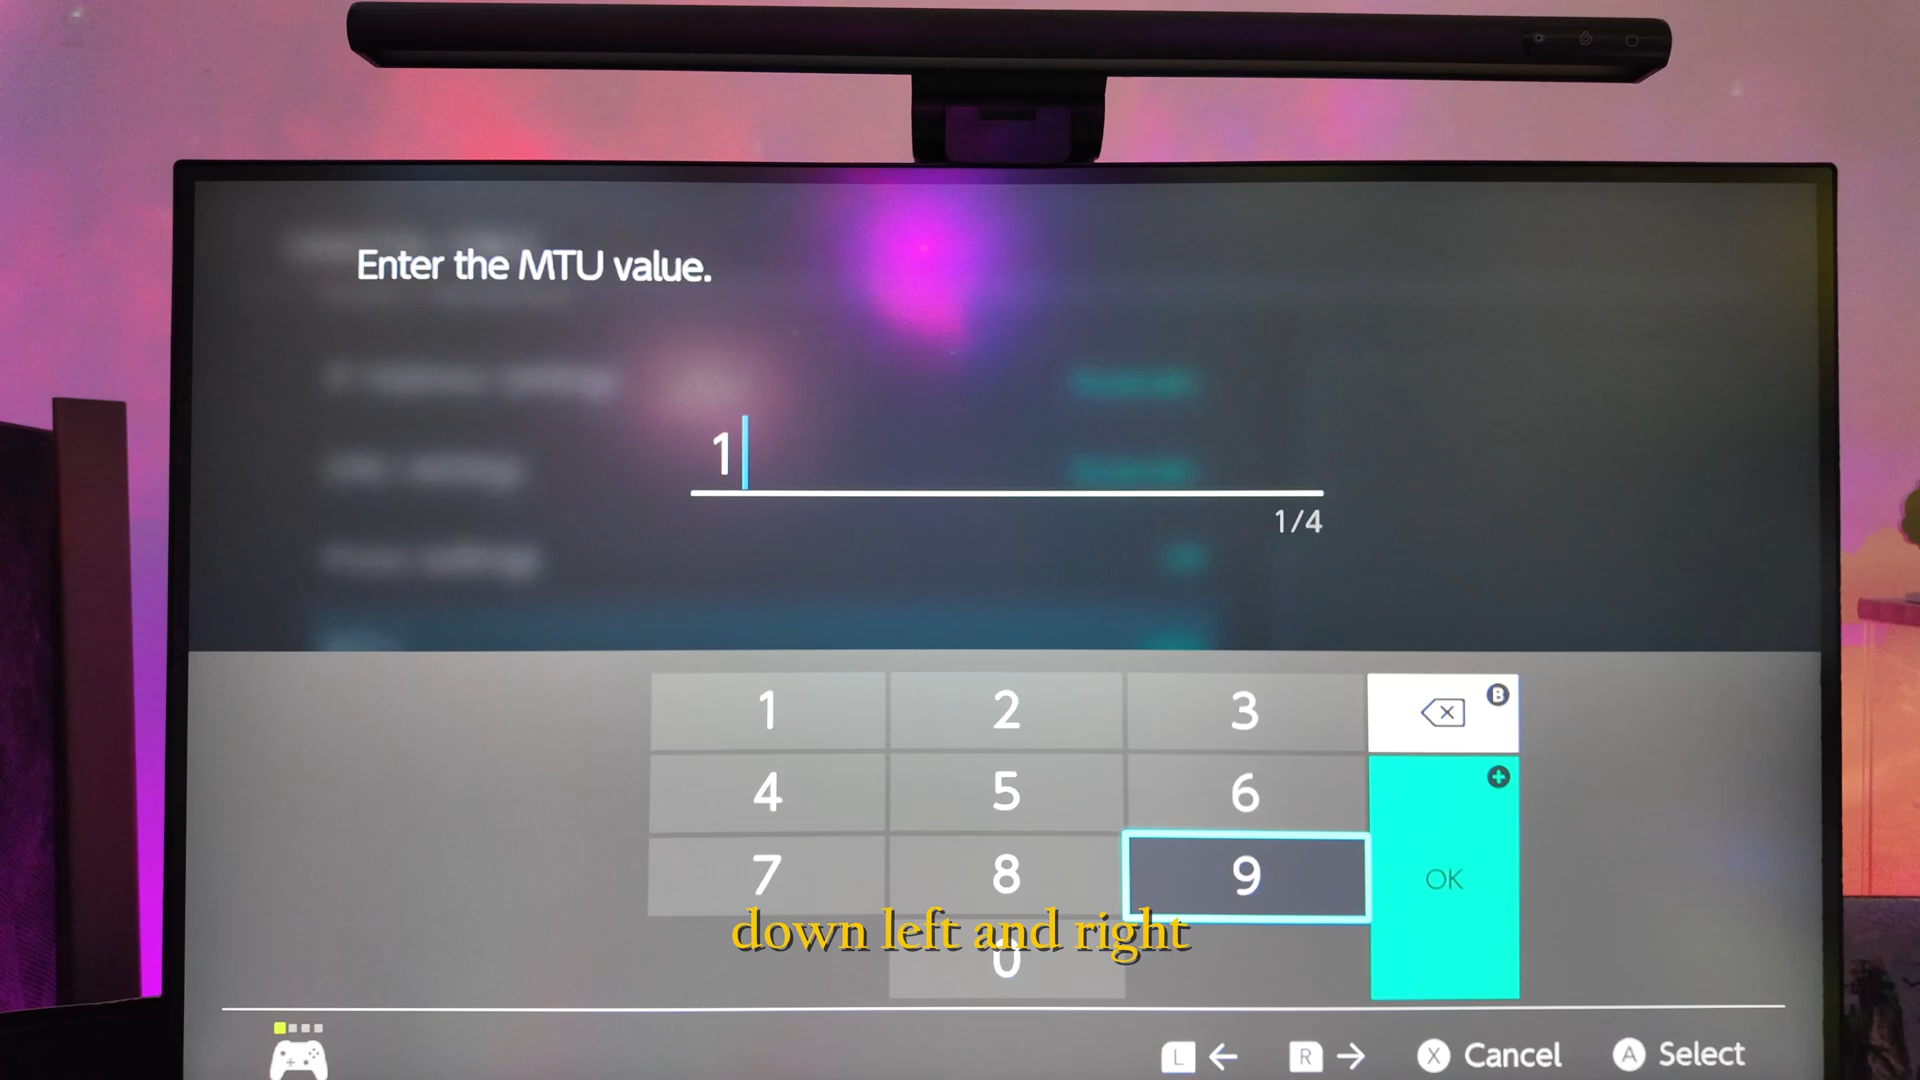 Enter the MTU value.
1
1/4
1 2 3 B
4 5 6 +
7 8 9 OK
down left and right
0
L ← R → X Cancel A Select